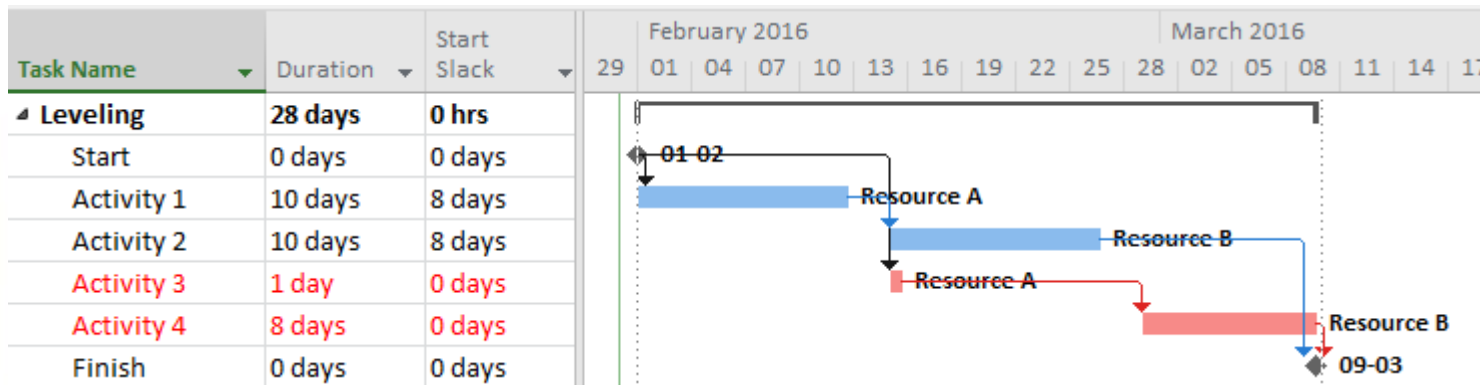 February 2016 March 2016
Start
Task Name Duration Slack 29 01 04 07 10 13 16 19 22 25 28 02 05 08 11 14 17
Leveling 28 days 0 hrs
Start 0 days 0 days 01-02
Activity 1 10 days 8 days Resource A
Activity 2 10 days 8 days Resource B
Activity 3 1 day 0 days Resource A
Activity 4 8 days 0 days Resource B
Finish 0 days 0 days 09-03